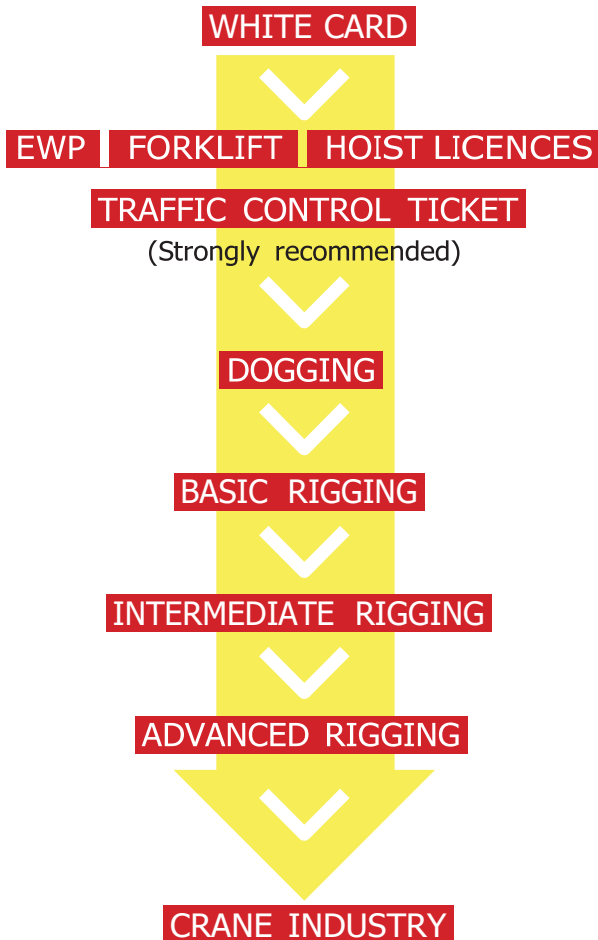 WHITE CARD
EWP FORKLIFT HOIST LICENCES
TRAFFIC CONTROL TICKET
(Strongly recommended)
DOGGING
BASIC RIGGING
INTERMEDIATE RIGGING
ADVANCED RIGGING
CRANE INDUSTRY